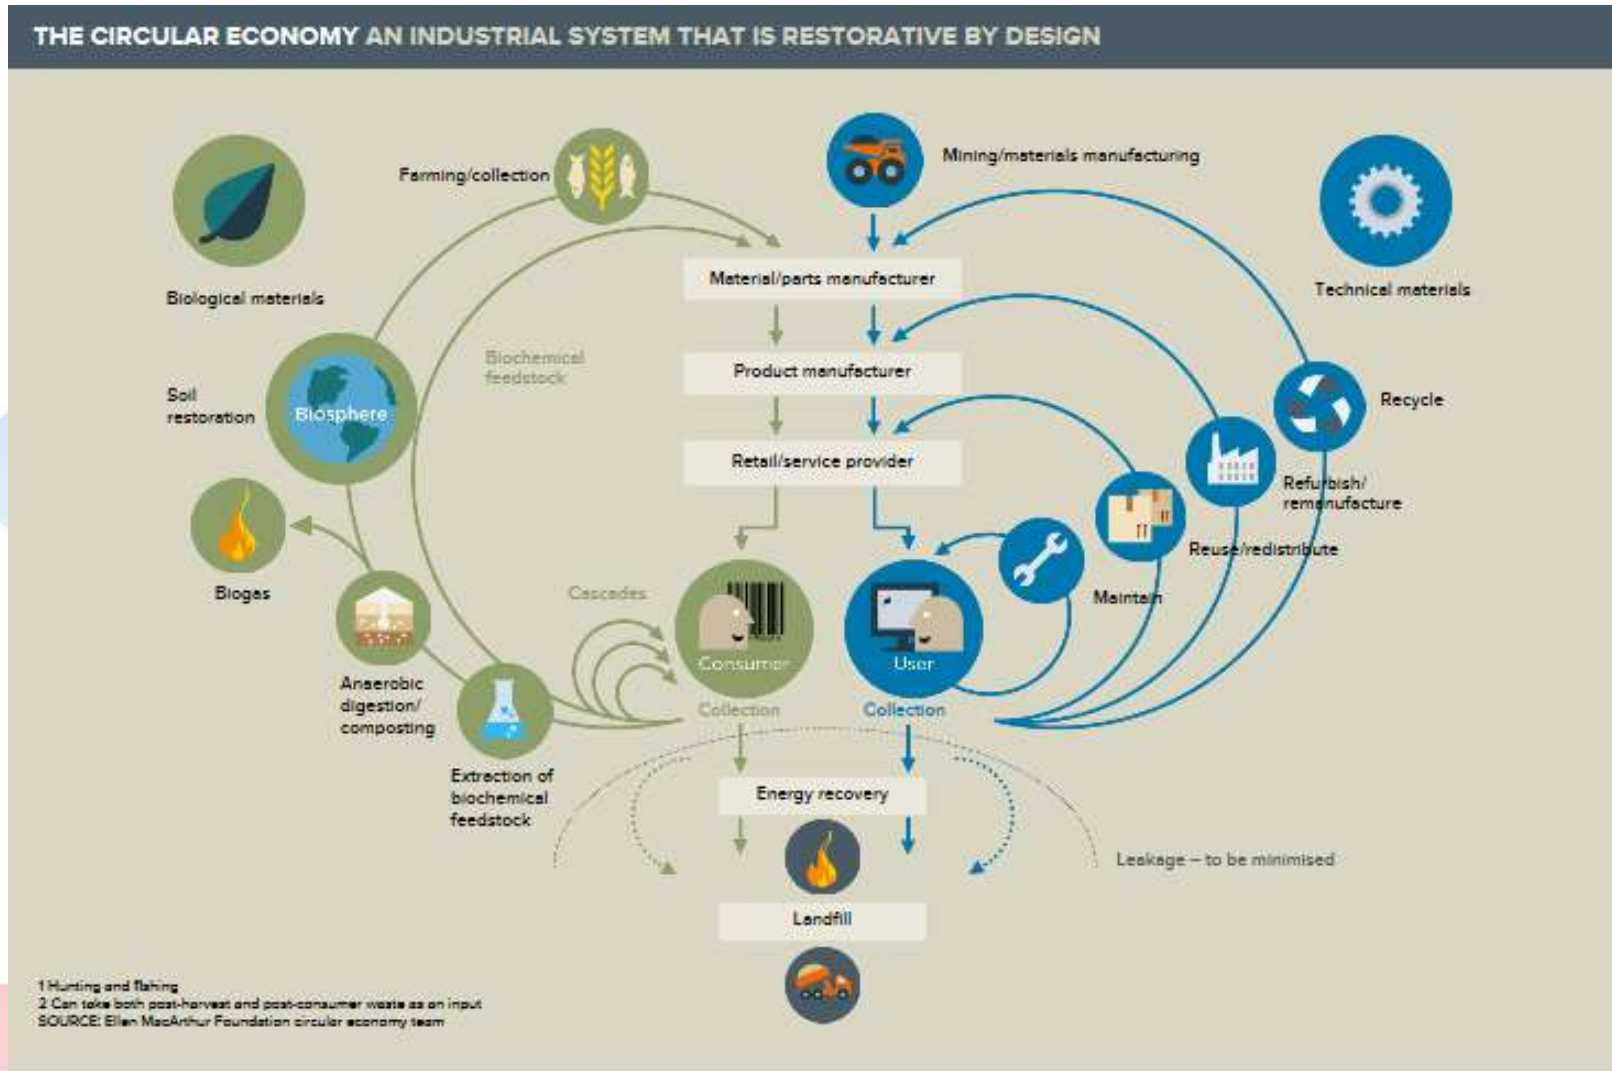 THE CIRCULAR ECONOMY AN INDUSTRIAL SYSTEM THAT IS RESTORATIVE BY DESIGN
Farming/collection
Mining/materials manufacturing
Biological materials
Technical materials
Material/parts manufacturer
Biochemical
feedstock
Product manufacturer
Soil
restoration
Biosphere
Recycle
Retail/service provider
Refurbish/
remanufacture
Reuse/redistribute
Biogas
Cascades
Maintain
Consumer
User
Anaerobic
digestion/
composting
Collection
Collection
Extraction of
biochemical
feedstock
Energy recovery
Leakage – to be minimised
Landfill
1 Hunting and fishing
2 Can take both post-harvest and post-consumer waste as an input
SOURCE: Ellen MacArthur Foundation circular economy team